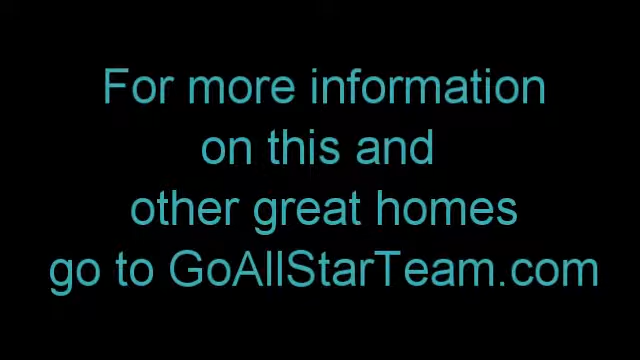 For more information
on this and
other great homes
go to GoAllStarTeam.com